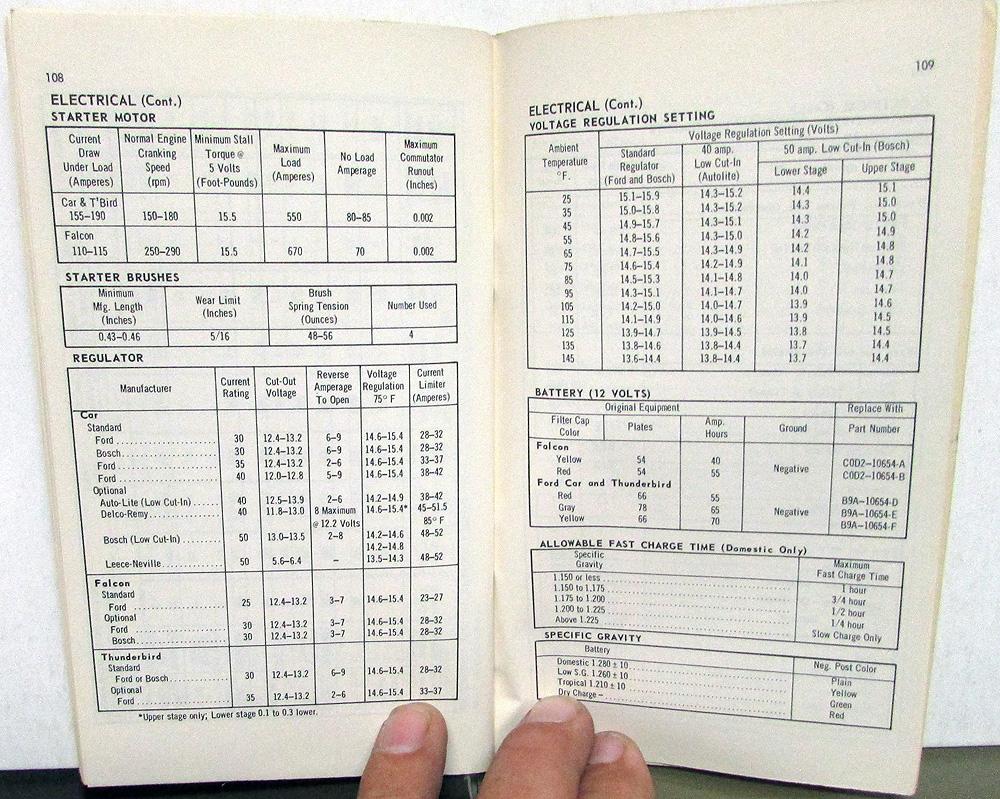 108
ELECTRICAL (Cont.)
STARTER MOTOR
Current Draw Under Load (Amperes) Normal Engine Cranking Speed (rpm) Minimum Stall Torque @ 5 Volts (Foot-Pounds) Maximum Load (Amperes) No Load Amperage Maximum Commutator Runout (Inches)
Car & T'Bird
155–190 150–180 15.5 550 80–85 0.002
Falcon
110–115 250–290 15.5 670 70 0.002
STARTER BRUSHES
Minimum Mfg. Length (Inches) Wear Limit (Inches) Brush Spring Tension (Ounces) Number Used
0.43–0.46 5/16 48–56 4
REGULATOR
Manufacturer Current Rating Cut-Out Voltage Reverse Amperage To Open Voltage Regulation 75° F Current Limiter (Amperes)
Car
Standard
Ford 30 12.4–13.2 6–9 14.6–15.4 28–32
Bosch 30 12.4–13.2 6–9 14.6–15.4 28–32
Ford 35 12.4–13.2 2–6 14.6–15.4 33–37
Ford 40 12.0–12.8 5–9 14.6–15.4 38–42
Optional
Auto-Lite (Low Cut-In) 40 12.5–13.9 2–6 14.2–14.9 38–42
Delco-Remy 40 11.8–13.0 8 Maximum 14.6–15.4* 45–51.5
@ 12.2 Volts 85° F
Bosch (Low Cut-In) 50 13.0–13.5 2–8 14.2–14.6 48–52
14.2–14.8
Leece-Neville 50 5.6–6.4 – 13.5–14.3 48–52
Falcon
Standard
Ford 25 12.4–13.2 3–7 14.6–15.4 23–27
Optional
Ford 30 12.4–13.2 3–7 14.6–15.4 28–32
Bosch 30 12.4–13.2 3–7 14.6–15.4 28–32
Thunderbird
Standard
Ford or Bosch 30 12.4–13.2 6–9 14.6–15.4 28–32
Optional
Ford 35 12.4–13.2 2–6 14.6–15.4 33–37
*Upper stage only; Lower stage 0.1 to 0.3 lower.
109
ELECTRICAL (Cont.)
VOLTAGE REGULATION SETTING
Ambient Temperature °F. Voltage Regulation Setting (Volts)
Standard Regulator (Ford and Bosch) 40 amp. Low Cut-In (Autolite) 50 amp. Low Cut-In (Bosch)
Lower Stage Upper Stage
25 15.1–15.9 14.3–15.2 14.4 15.1
35 15.0–15.8 14.3–15.2 14.3 15.0
45 14.9–15.7 14.3–15.1 14.3 15.0
55 14.8–15.6 14.3–15.0 14.2 14.9
65 14.7–15.5 14.3–14.9 14.2 14.8
75 14.6–15.4 14.2–14.9 14.1 14.8
85 14.5–15.3 14.1–14.8 14.0 14.7
95 14.3–15.1 14.1–14.7 14.0 14.7
105 14.2–15.0 14.0–14.7 13.9 14.6
115 14.1–14.9 14.0–14.6 13.9 14.5
125 13.9–14.7 13.9–14.5 13.8 14.5
135 13.8–14.6 13.8–14.4 13.7 14.4
145 13.6–14.4 13.8–14.4 13.7 14.4
BATTERY (12 VOLTS)
Original Equipment Replace With
Filter Cap Color Plates Amp. Hours Ground Part Number
Falcon
Yellow 54 40 Negative C0D2–10654-A
Red 54 55 C0D2–10654-B
Ford Car and Thunderbird
Red 66 55 B9A–10654-D
Gray 78 65 Negative B9A–10654-E
Yellow 66 70 B9A–10654-F
ALLOWABLE FAST CHARGE TIME (Domestic Only)
Specific Gravity Maximum Fast Charge Time
1.150 or less 1 hour
1.150 to 1.175 3/4 hour
1.175 to 1.200 1/2 hour
1.200 to 1.225 1/4 hour
Above 1.225 Slow Charge Only
SPECIFIC GRAVITY
Battery Neg. Post Color
Domestic 1.280 ± 10 Plain
Low S.G. 1.260 ± 10 Yellow
Tropical 1.210 ± 10 Green
Dry Charge – Red